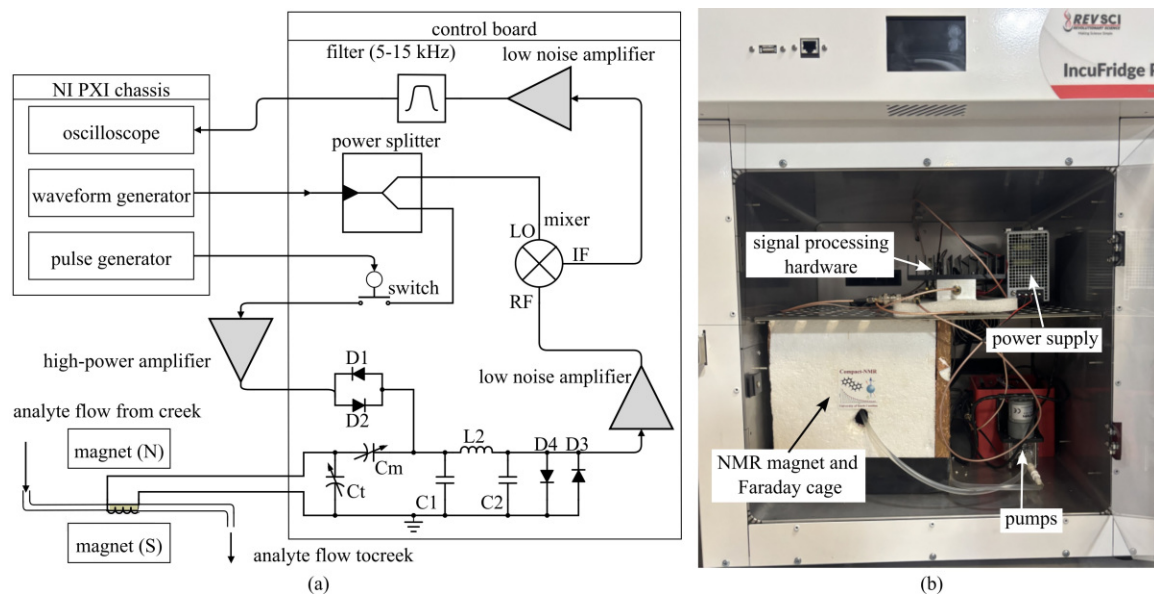 control board
filter (5-15 kHz)
low noise amplifier
NI PXI chassis
oscilloscope
power splitter
waveform generator
LO
mixer
IF
pulse generator
switch
RF
high-power amplifier
D1
D2
low noise amplifier
analyte flow from creek
magnet (N)
Cm
L2
D4
D3
Ct
C1
C2
magnet (S)
analyte flow tocreek
(a)
REVSCI
IncuFridge
signal processing
hardware
power supply
Compact NMR
NMR magnet and
Faraday cage
pumps
(b)